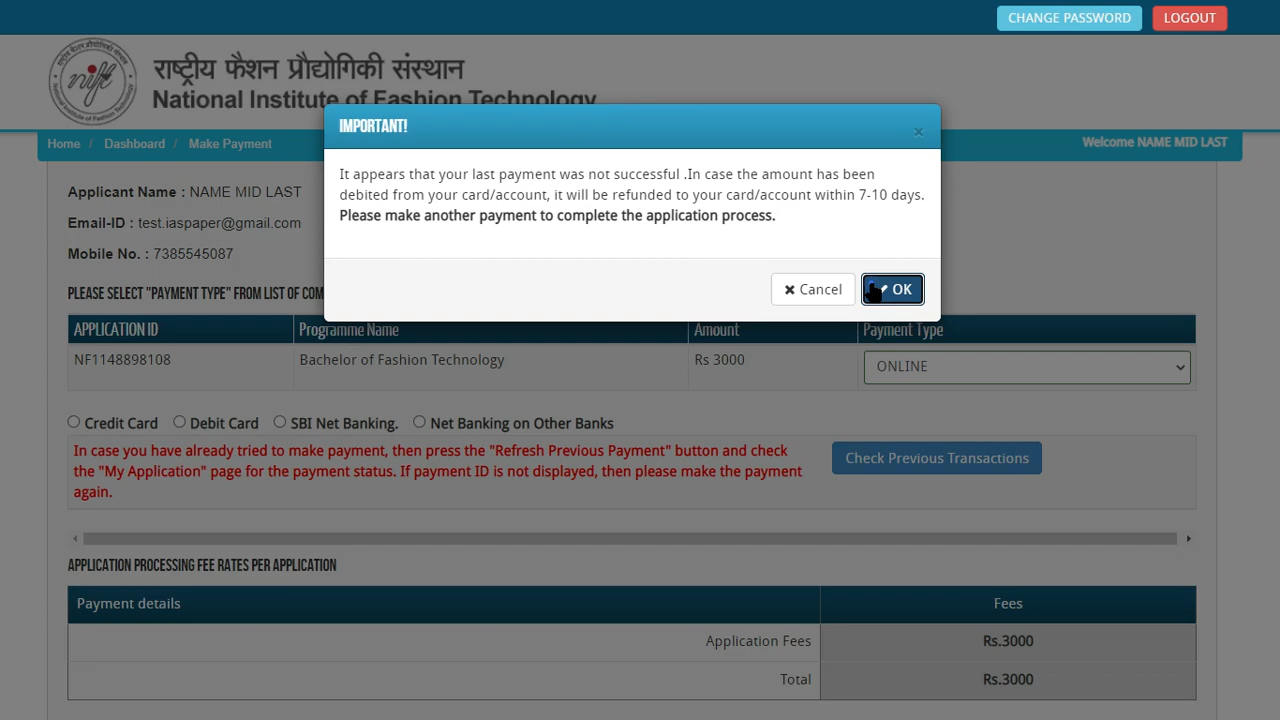 CHANGE PASSWORD LOGOUT
राष्ट्रीय फैशन प्रौद्योगिकी संस्थान
National Institute of Fashion Technology
nift
Home / Dashboard / Make Payment Welcome NAME MID LAST
IMPORTANT! ×
It appears that your last payment was not successful .In case the amount has been
debited from your card/account, it will be refunded to your card/account within 7-10 days.
Please make another payment to complete the application process.
Cancel OK
Applicant Name : NAME MID LAST
Email-ID : test.iaspaper@gmail.com
Mobile No. : 7385545087
PLEASE SELECT "PAYMENT TYPE" FROM LIST OF COM
APPLICATION ID Programme Name Amount Payment Type
NF1148898108 Bachelor of Fashion Technology Rs 3000 ONLINE
Credit Card Debit Card SBI Net Banking. Net Banking on Other Banks
In case you have already tried to make payment, then press the "Refresh Previous Payment" button and check
the "My Application" page for the payment status. If payment ID is not displayed, then please make the payment
again.
Check Previous Transactions
APPLICATION PROCESSING FEE RATES PER APPLICATION
Payment details Fees
Application Fees Rs.3000
Total Rs.3000